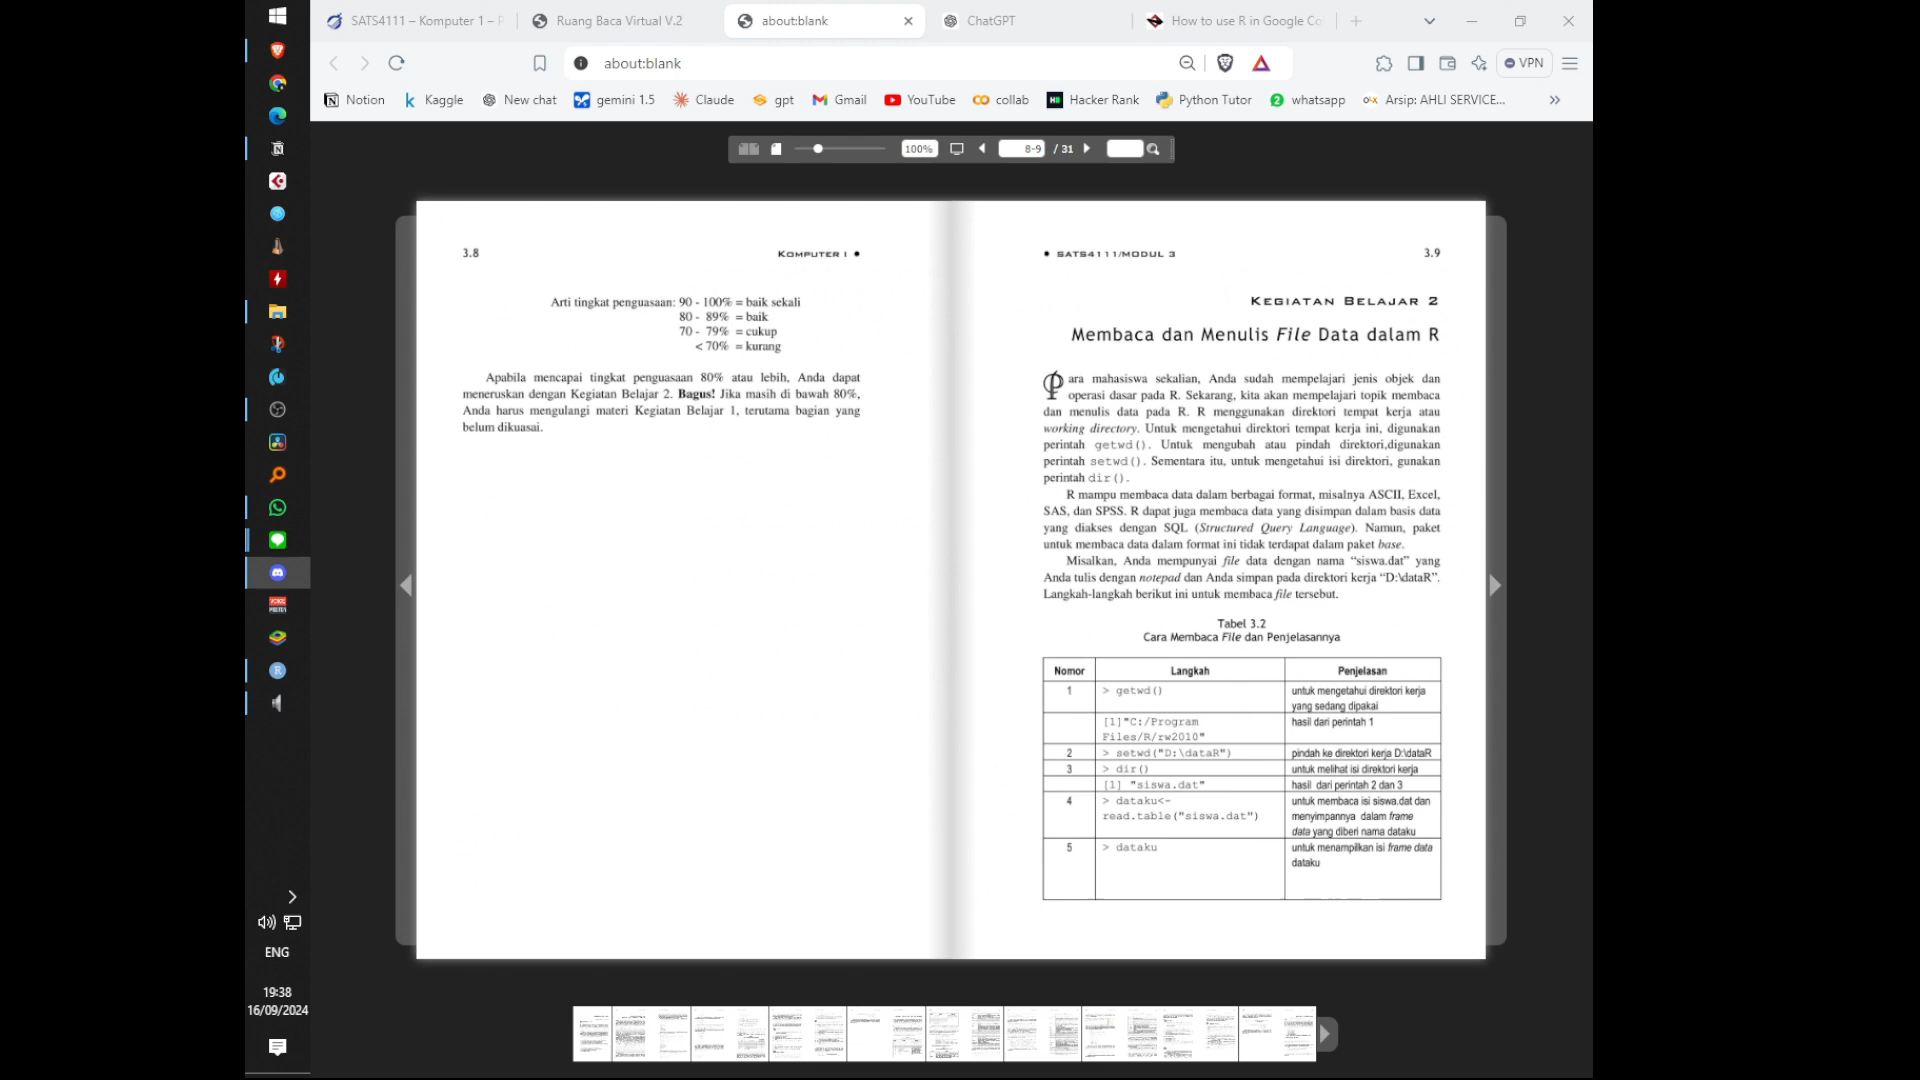 SATS4111 – Komputer 1 – P
Ruang Baca Virtual V.2
about:blank
ChatGPT
How to use R in Google Co
about:blank
VPN
Notion
Kaggle
New chat
gemini 1.5
Claude
gpt
Gmail
YouTube
collab
Hacker Rank
Python Tutor
whatsapp
Arsip: AHLI SERVICE...
100%
8-9
/ 31
3.8
KOMPUTER I ●
Arti tingkat penguasaan: 90 - 100% = baik sekali
80 - 89% = baik
70 - 79% = cukup
< 70% = kurang
Apabila mencapai tingkat penguasaan 80% atau lebih, Anda dapat
meneruskan dengan Kegiatan Belajar 2. Bagus! Jika masih di bawah 80%,
Anda harus mengulangi materi Kegiatan Belajar 1, terutama bagian yang
belum dikuasai.
● SATS4111/MODUL 3
3.9
KEGIATAN BELAJAR 2
Membaca dan Menulis File Data dalam R
Para mahasiswa sekalian, Anda sudah mempelajari jenis objek dan
operasi dasar pada R. Sekarang, kita akan mempelajari topik membaca
dan menulis data pada R. R menggunakan direktori tempat kerja atau
working directory. Untuk mengetahui direktori tempat kerja ini, digunakan
perintah getwd(). Untuk mengubah atau pindah direktori,digunakan
perintah setwd(). Sementara itu, untuk mengetahui isi direktori, gunakan
perintah dir().
R mampu membaca data dalam berbagai format, misalnya ASCII, Excel,
SAS, dan SPSS. R dapat juga membaca data yang disimpan dalam basis data
yang diakses dengan SQL (Structured Query Language). Namun, paket
untuk membaca data dalam format ini tidak terdapat dalam paket base.
Misalkan, Anda mempunyai file data dengan nama “siswa.dat” yang
Anda tulis dengan notepad dan Anda simpan pada direktori kerja “D:\dataR”.
Langkah-langkah berikut ini untuk membaca file tersebut.
Tabel 3.2
Cara Membaca File dan Penjelasannya
Nomor Langkah Penjelasan
1 > getwd() untuk mengetahui direktori kerja
yang sedang dipakai
[1]"C:/Program hasil dari perintah 1
Files/R/rw2010"
2 > setwd("D:\dataR") pindah ke direktori kerja D:\dataR
3 > dir() untuk melihat isi direktori kerja
[1] "siswa.dat" hasil dari perintah 2 dan 3
4 > dataku<- untuk membaca isi siswa.dat dan
read.table("siswa.dat") menyimpannya dalam frame
data yang diberi nama dataku
5 > dataku untuk menampilkan isi frame data
dataku
ENG
19:38
16/09/2024